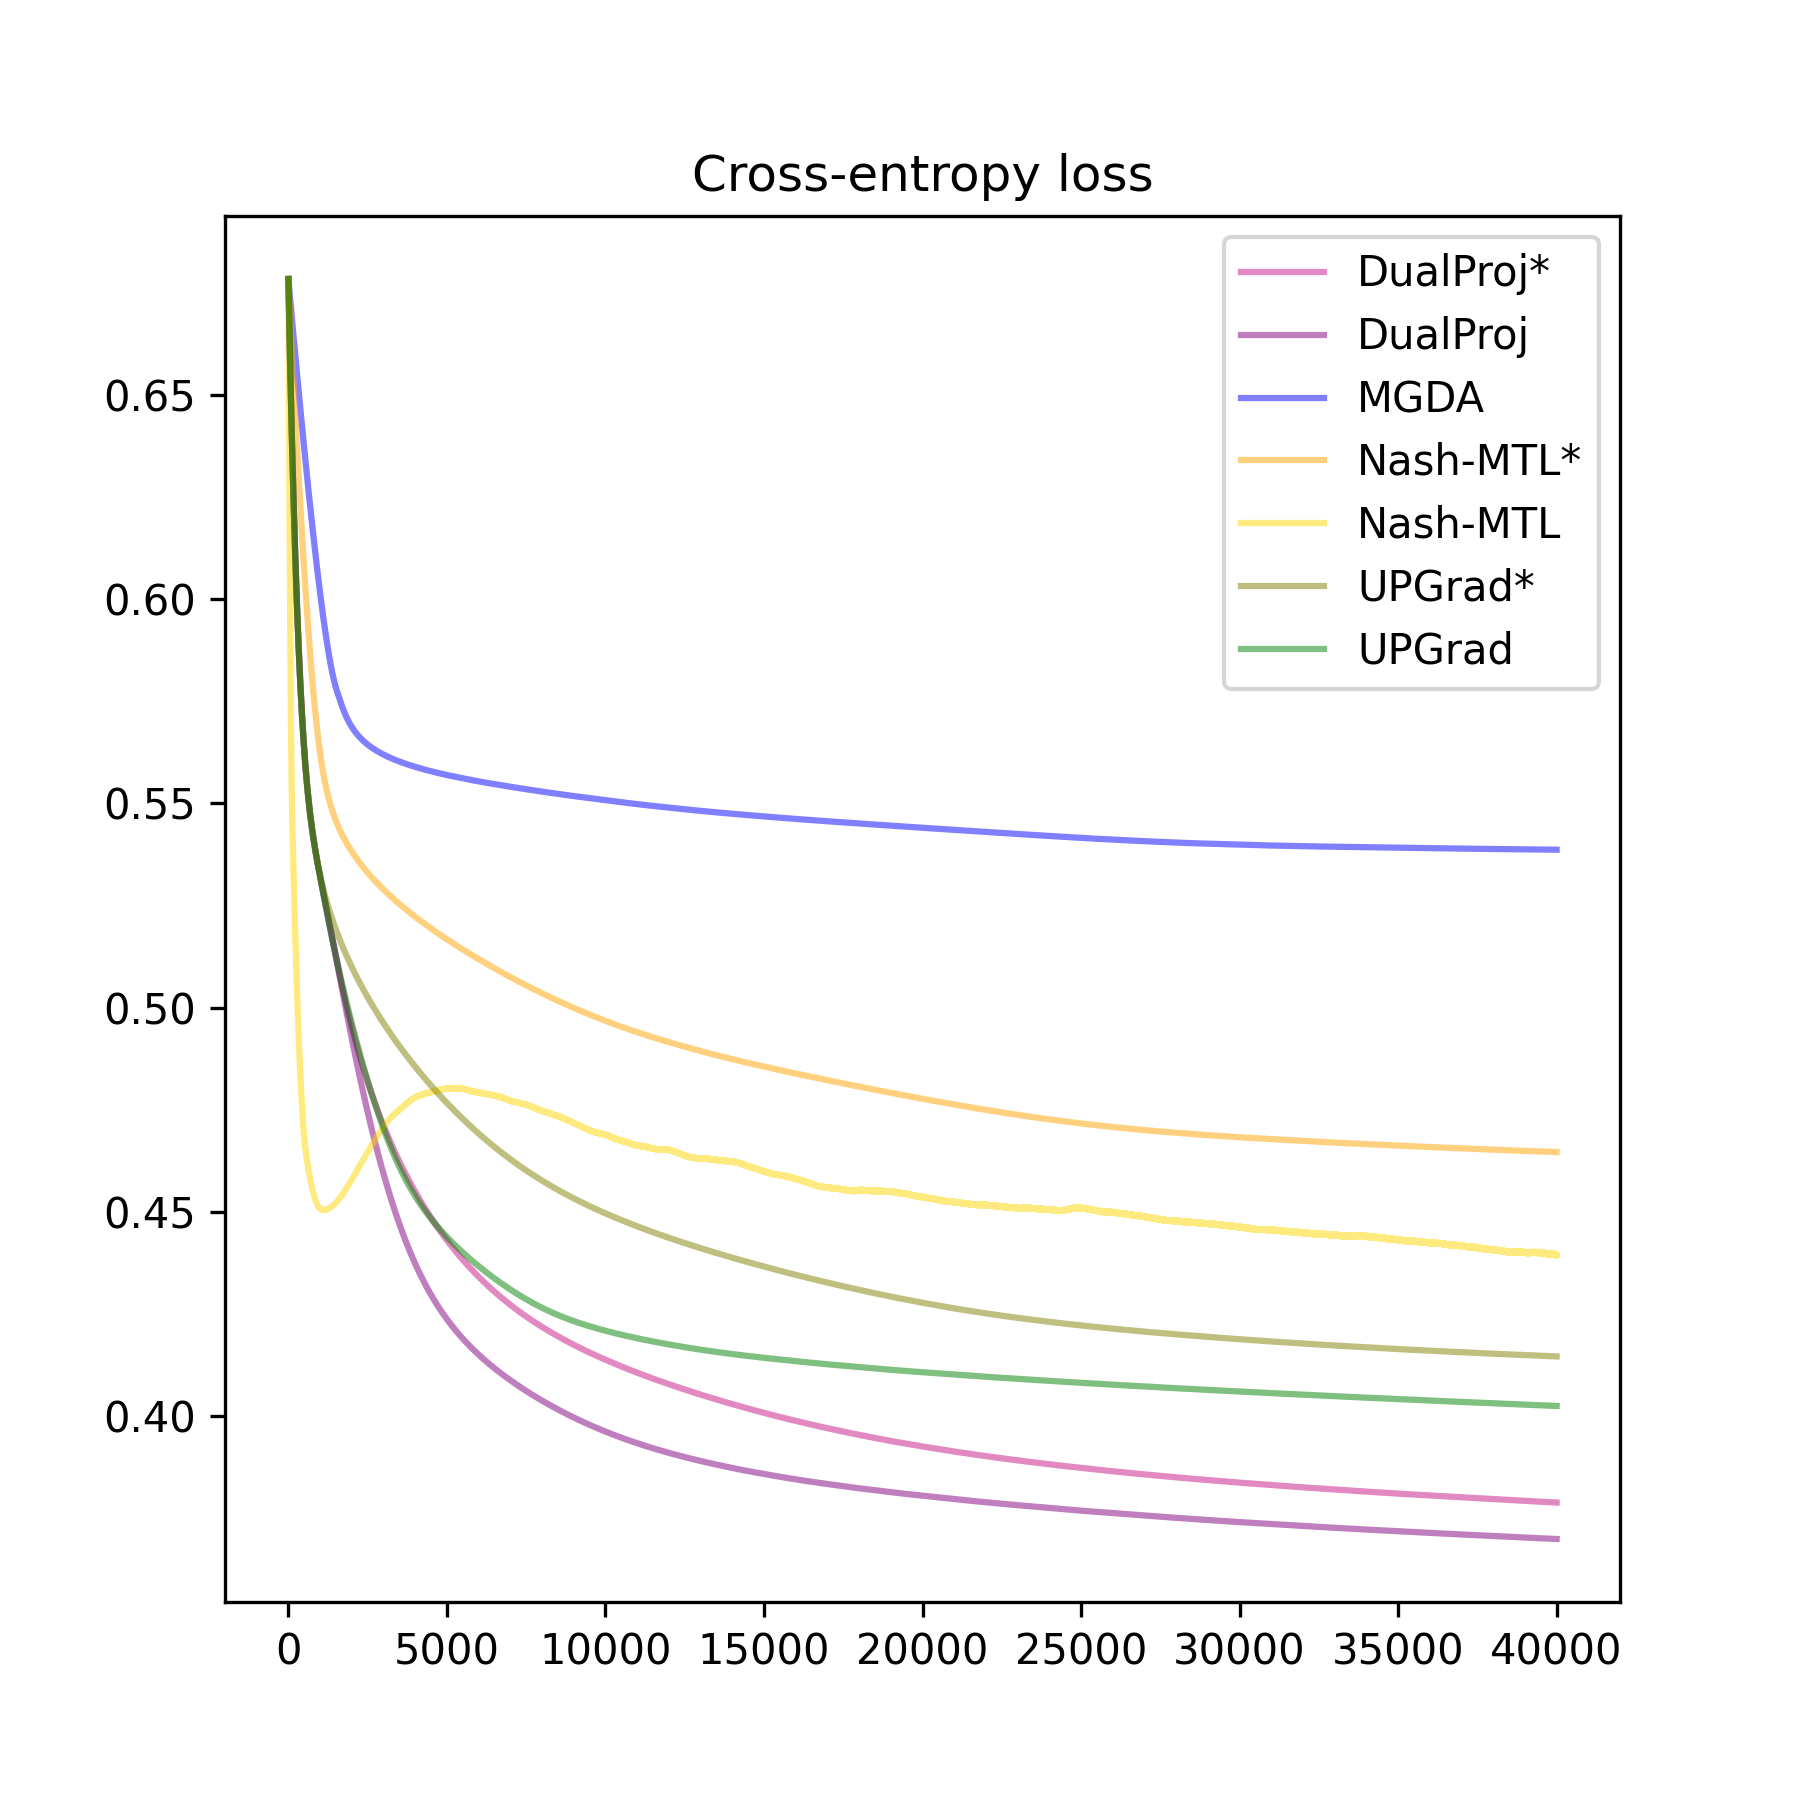 Cross-entropy loss
DualProj*
DualProj
MGDA
Nash-MTL*
Nash-MTL
UPGrad*
UPGrad
0.65
0.60
0.55
0.50
0.45
0.40
0 5000 10000 15000 20000 25000 30000 35000 40000